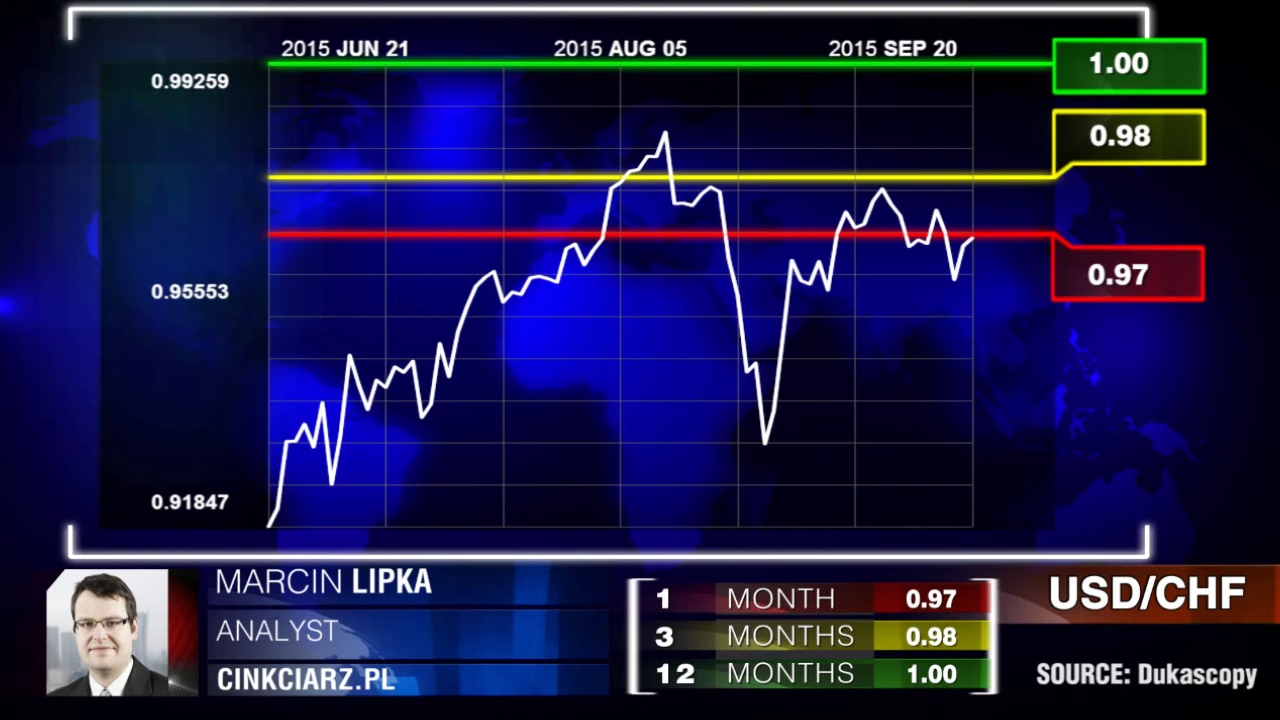 2015 JUN 21
2015 AUG 05
2015 SEP 20
1.00
0.99259
0.98
0.97
0.95553
0.91847
MARCIN LIPKA
ANALYST
CINKCIARZ.PL
1 MONTH 0.97
3 MONTHS 0.98
12 MONTHS 1.00
USD/CHF
SOURCE: Dukascopy